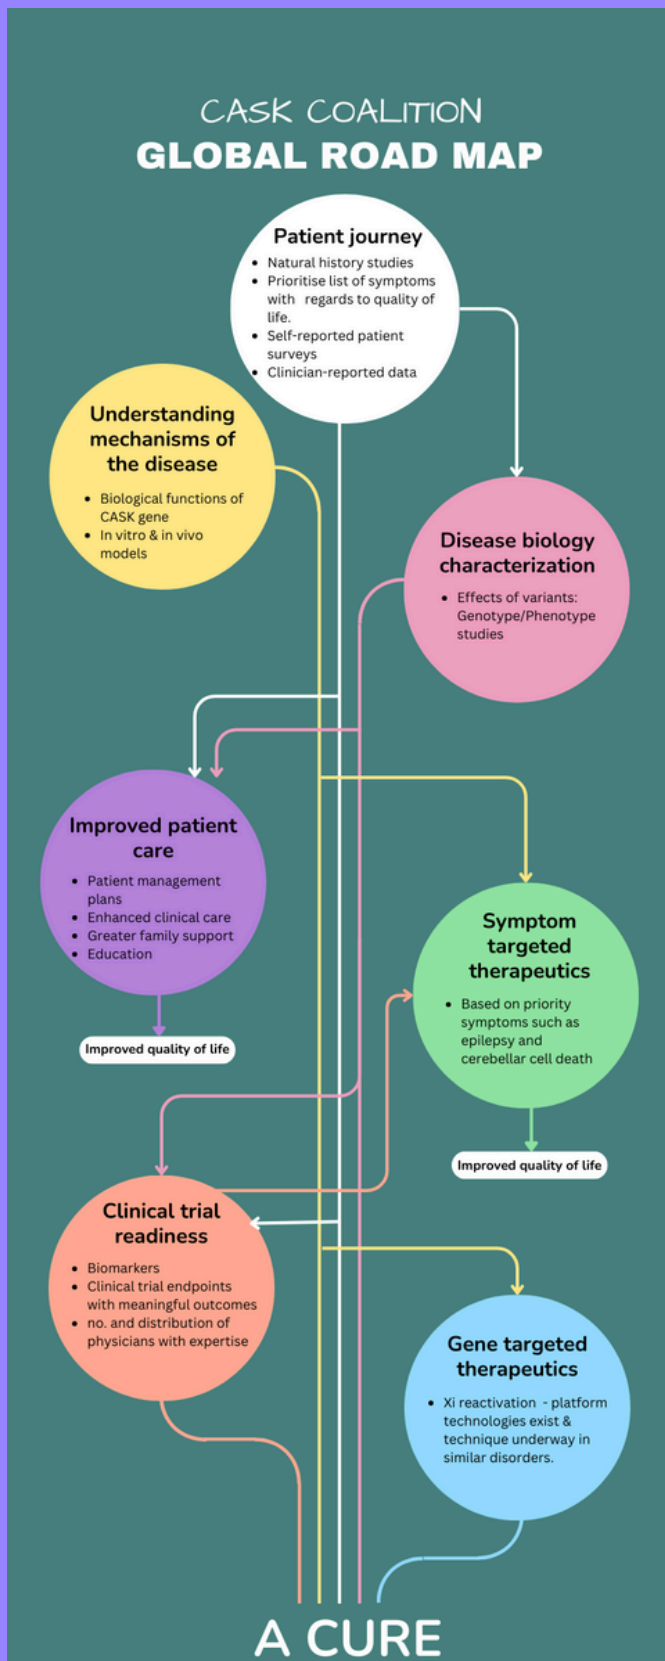 CASK COALITION
GLOBAL ROAD MAP
Patient journey
• Natural history studies
• Prioritise list of symptoms
with regards to quality of
life.
• Self-reported patient
surveys
• Clinician-reported data
Understanding
mechanisms of
the disease
• Biological functions of
CASK gene
• In vitro & in vivo
models
Disease biology
characterization
• Effects of variants:
Genotype/Phenotype
studies
Improved patient
care
• Patient management
plans
• Enhanced clinical care
• Greater family support
• Education
Improved quality of life
Symptom
targeted
therapeutics
• Based on priority
symptoms such as
epilepsy and
cerebellar cell death
Improved quality of life
Clinical trial
readiness
• Biomarkers
• Clinical trial endpoints
with meaningful outcomes
• no. and distribution of
physicians with expertise
Gene targeted
therapeutics
• Xi reactivation - platform
technologies exist &
technique underway in
similar disorders.
A CURE